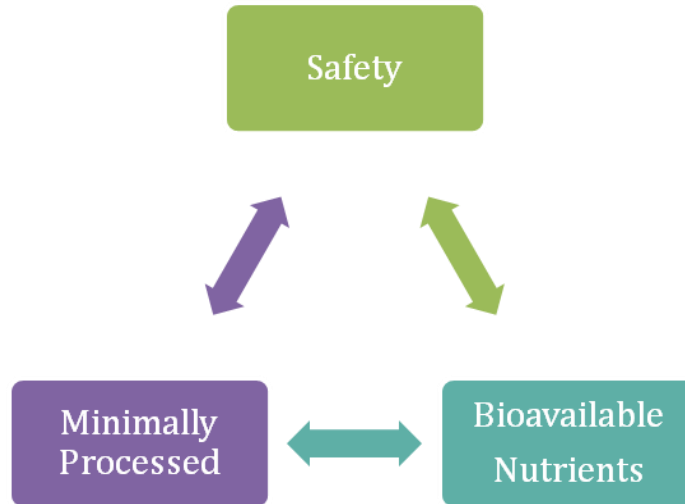 Safety
Minimally
Processed
Bioavailable
Nutrients